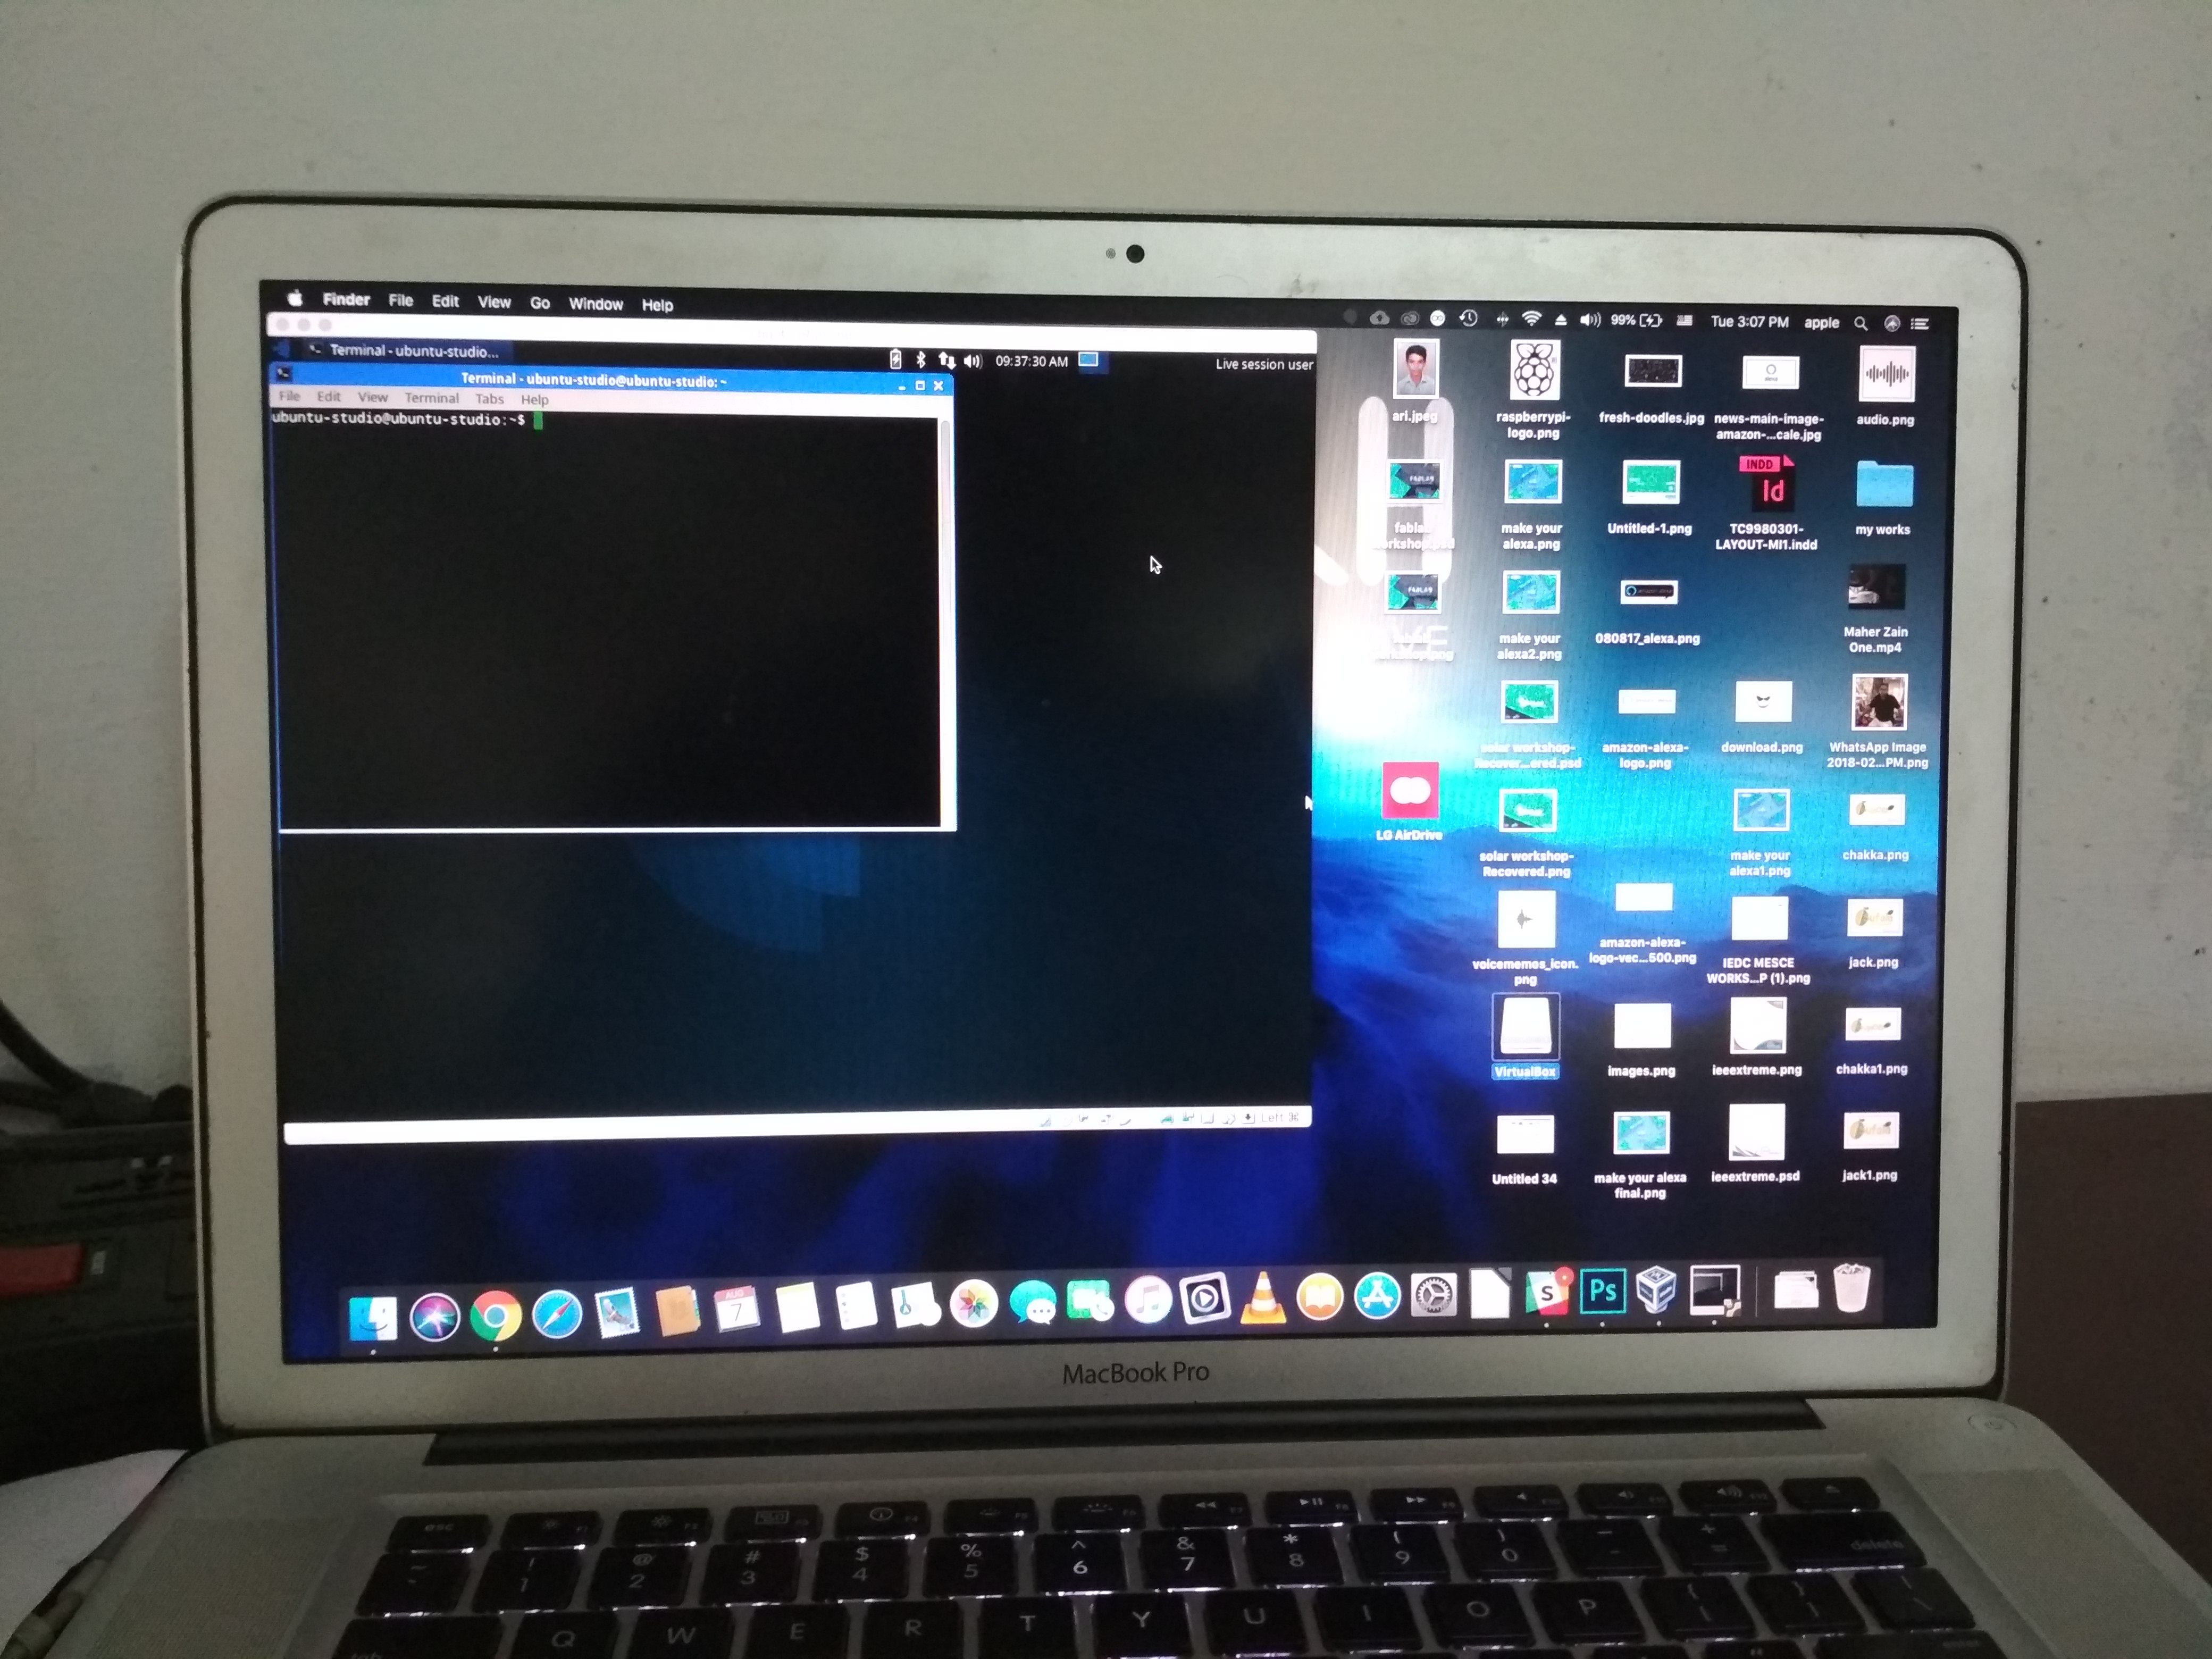 Finder File Edit View Go Window Help
99% Tue 3:07 PM apple
Terminal - ubuntu-studio...
09:37:30 AM
Live session user
Terminal - ubuntu-studio@ubuntu-studio: ~
File Edit View Terminal Tabs Help
ubuntu-studio@ubuntu-studio:~$
Left ⌘
ari.jpeg
raspberrypi-
logo.png
fresh-doodles.jpg
news-main-image-
amazon-...cale.jpg
audio.png
make your
alexa.png
Untitled-1.png
INDD
Id
TC9980301-
LAYOUT-MI1.indd
my works
make your
alexa2.png
080817_alexa.png
Maher Zain
One.mp4
solar workshop-
Recover...ered.psd
amazon-alexa-
logo.png
download.png
WhatsApp Image
2018-02...PM.png
LG AirDrive
solar workshop-
Recovered.png
make your
alexa1.png
chakka.png
voicememos_icon.
png
amazon-alexa-
logo-vec...500.png
IEDC MESCE
WORKS...P (1).png
jack.png
VirtualBox
images.png
ieeextreme.png
chakka1.png
Untitled 34
make your alexa
final.png
ieeextreme.psd
jack1.png
AUG
7
S
Ps
MacBook Pro
esc
~ ! @ # $ % ^ & * ( ) – +
1 2 3 4 5 6 7 8 9 0 - = delete
Q W E R T Y U I O P